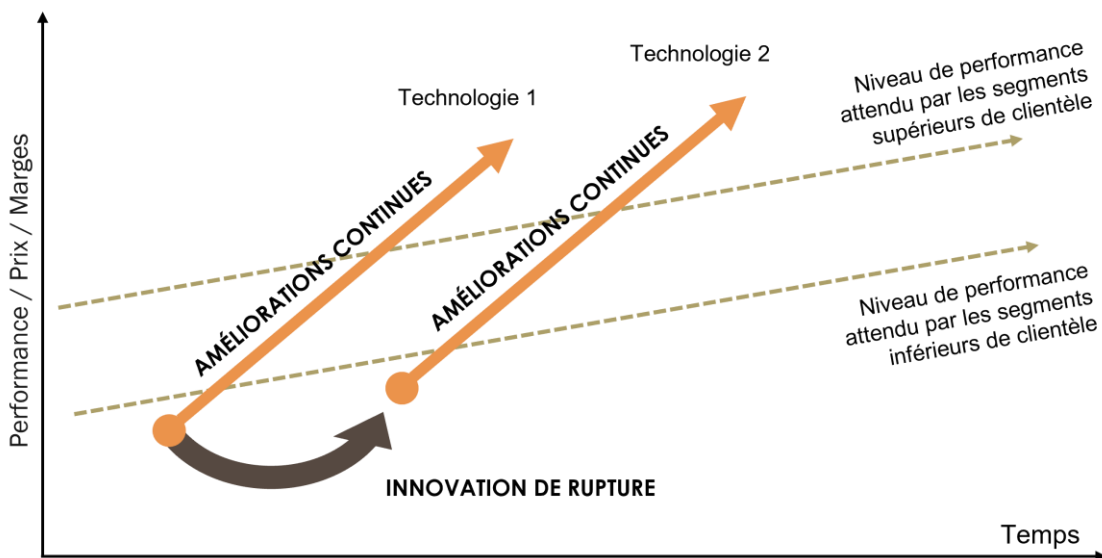 Technologie 1
Technologie 2
Niveau de performance
attendu par les segments
supérieurs de clientèle
AMÉLIORATIONS CONTINUES
AMÉLIORATIONS CONTINUES
Niveau de performance
attendu par les segments
inférieurs de clientèle
Performance / Prix / Marges
INNOVATION DE RUPTURE
Temps